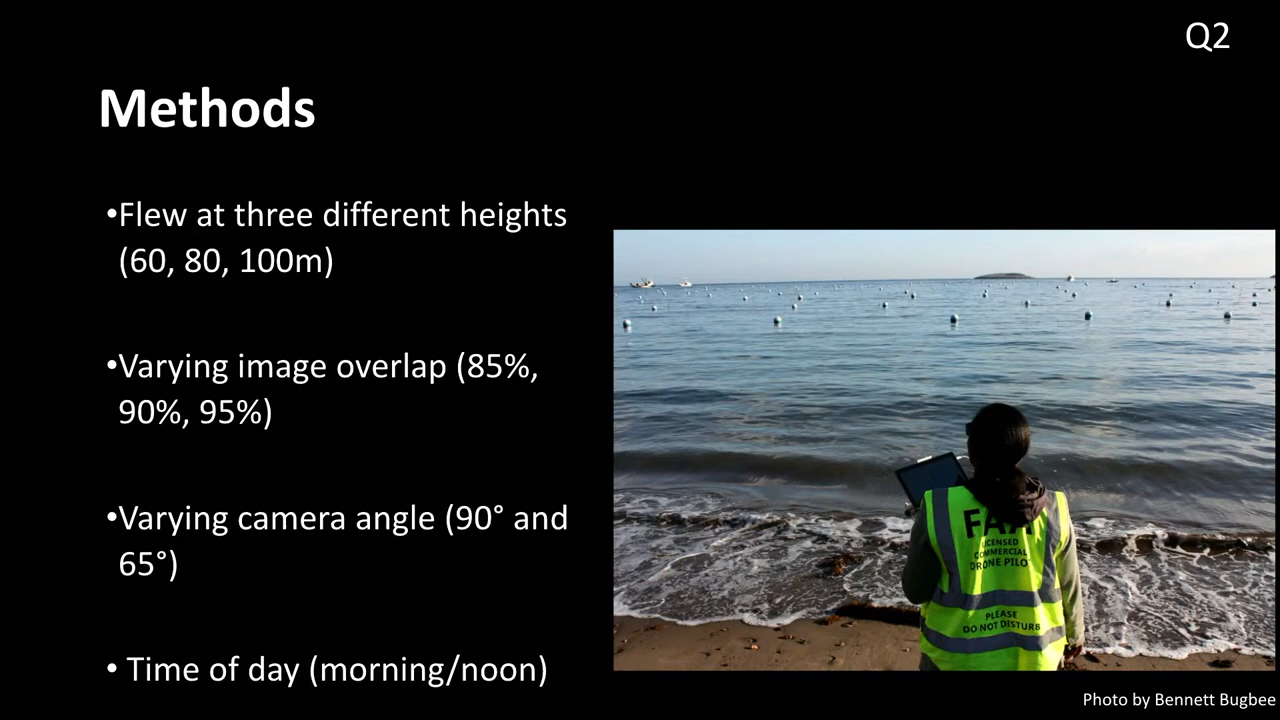 Q2
Methods
•Flew at three different heights
(60, 80, 100m)
•Varying image overlap (85%,
90%, 95%)
•Varying camera angle (90° and
65°)
• Time of day (morning/noon)
FAA
LICENSED
COMMERCIAL
DRONE PILOT
PLEASE
DO NOT DISTURB
Photo by Bennett Bugbee